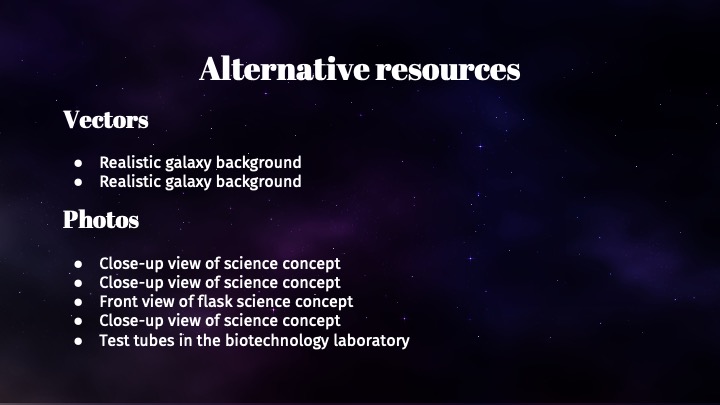 Alternative resources
Vectors
● Realistic galaxy background
● Realistic galaxy background
Photos
● Close-up view of science concept
● Close-up view of science concept
● Front view of flask science concept
● Close-up view of science concept
● Test tubes in the biotechnology laboratory